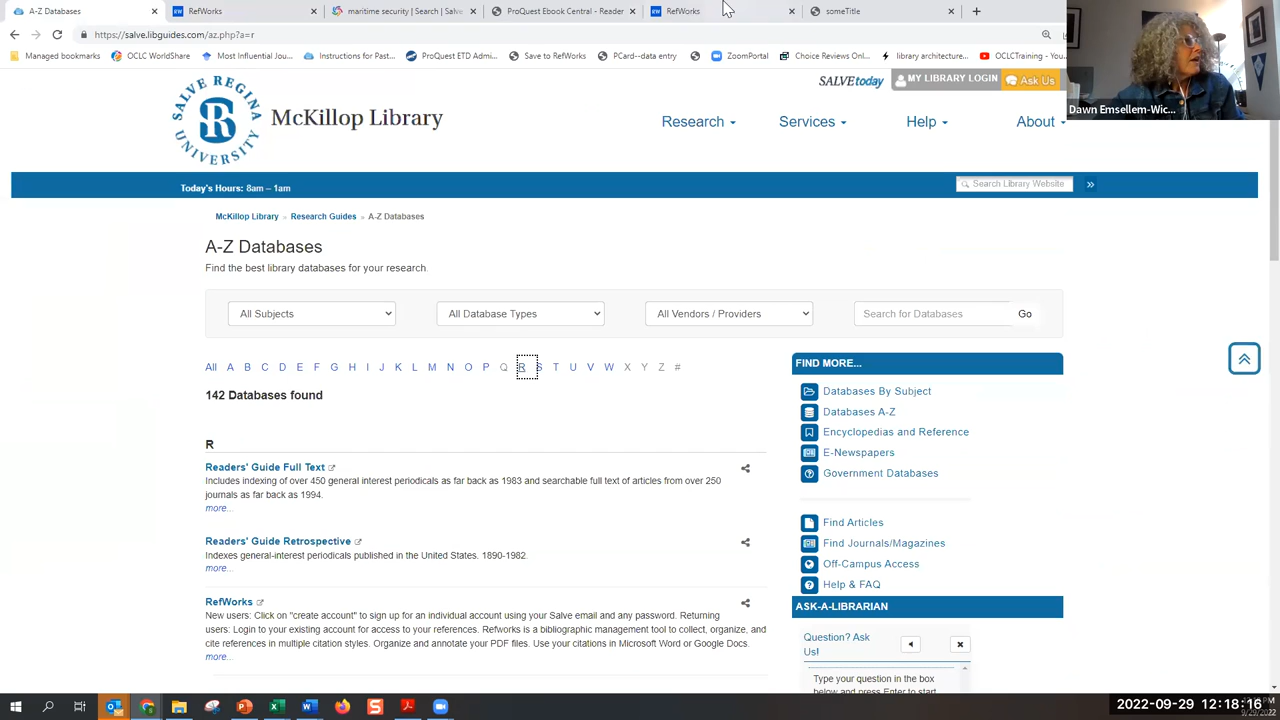 A-Z Databases
RefWorks
maritime security | Search | Salve
ProQuest Ebook Central - Reader
RefWorks
someTitle
https://salve.libguides.com/az.php?a=r
Managed bookmarks
OCLC WorldShare
Most Influential Jour...
Instructions for Past...
ProQuest ETD Admi...
Save to RefWorks
PCard--data entry
ZoomPortal
Choice Reviews Onl...
library architecture...
OCLCTraining - You...
Dawn Emsellem-Wic...
SALVEtoday
MY LIBRARY LOGIN
Ask Us
SALVE REGINA UNIVERSITY
SR
McKillop Library
Research
Services
Help
About
Today's Hours: 8am – 1am
Search Library Website
»
McKillop Library » Research Guides » A-Z Databases
A-Z Databases
Find the best library databases for your research.
All Subjects
All Database Types
All Vendors / Providers
Search for Databases
Go
All A B C D E F G H I J K L M N O P Q R S T U V W X Y Z #
142 Databases found
R
Readers' Guide Full Text
Includes indexing of over 450 general interest periodicals as far back as 1983 and searchable full text of articles from over 250
journals as far back as 1994.
more...
Readers' Guide Retrospective
Indexes general-interest periodicals published in the United States. 1890-1982.
more...
RefWorks
New users: Click on "create account" to sign up for an individual account using your Salve email and any password. Returning
users: Login to your existing account for access to your references. Refworks is a bibliographic management tool to collect, organize, and
cite references in multiple citation styles. Organize and annotate your PDF files. Use your citations in Microsoft Word or Google Docs.
more...
FIND MORE...
Databases By Subject
Databases A-Z
Encyclopedias and Reference
E-Newspapers
Government Databases
Find Articles
Find Journals/Magazines
Off-Campus Access
Help & FAQ
ASK-A-LIBRARIAN
Question? Ask
Us!
Type your question in the box
below and press Enter to start
2022-09-29 12:18:16